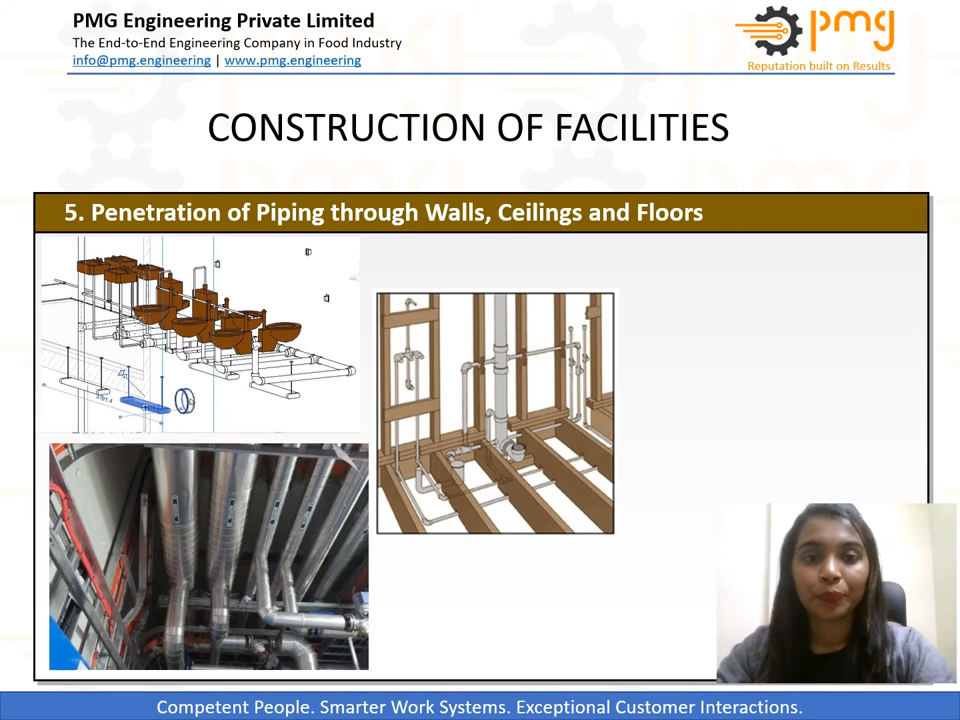 PMG Engineering Private Limited
The End-to-End Engineering Company in Food Industry
info@pmg.engineering | www.pmg.engineering
pmg
Reputation built on Results
CONSTRUCTION OF FACILITIES
5. Penetration of Piping through Walls, Ceilings and Floors
Competent People. Smarter Work Systems. Exceptional Customer Interactions.